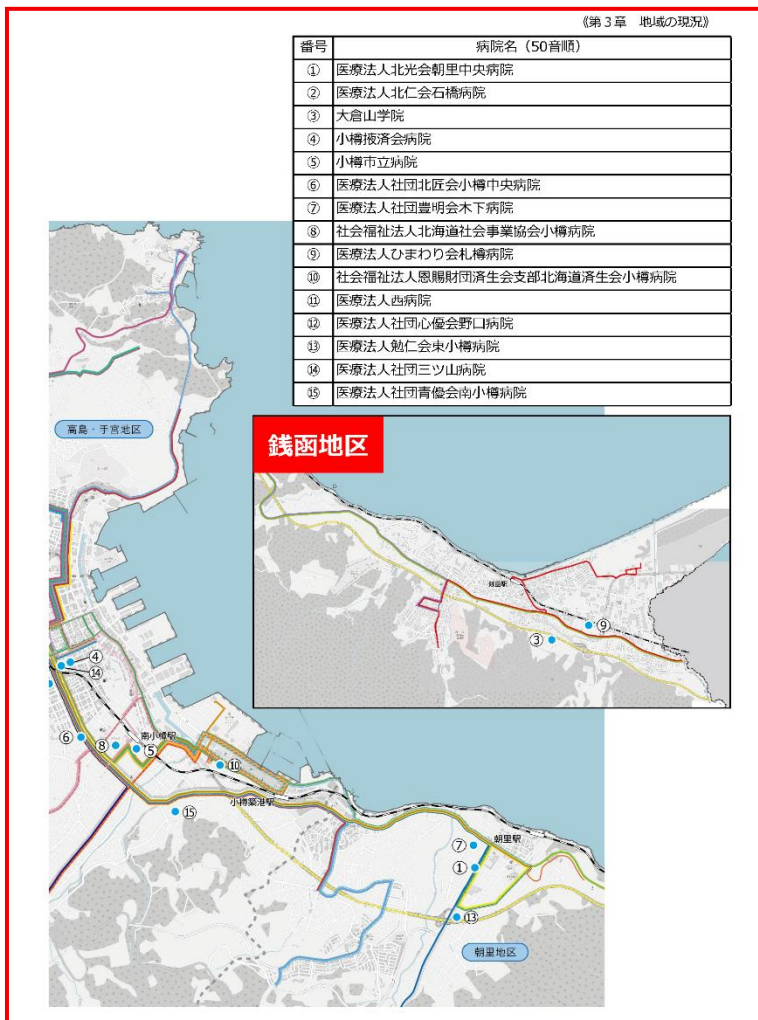 《第3章 地域の現況》
番号 病院名（50音順）
① 医療法人北光会朝里中央病院
② 医療法人北仁会石橋病院
③ 大倉山学院
④ 小樽掖済会病院
⑤ 小樽市立病院
⑥ 医療法人社団北匠会小樽中央病院
⑦ 医療法人社団豊明会木下病院
⑧ 社会福祉法人北海道社会事業協会小樽病院
⑨ 医療法人ひまわり会札樽病院
⑩ 社会福祉法人恩賜財団済生会支部北海道済生会小樽病院
⑪ 医療法人西病院
⑫ 医療法人社団心優会野口病院
⑬ 医療法人勉仁会東小樽病院
⑭ 医療法人社団三ツ山病院
⑮ 医療法人社団青優会南小樽病院
高島・手宮地区
銭函地区
銭函駅
⑨
③
④
⑭
⑥
⑧
南小樽駅
⑤
⑩
小樽築港駅
⑮
朝里駅
⑦
①
⑬
朝里地区